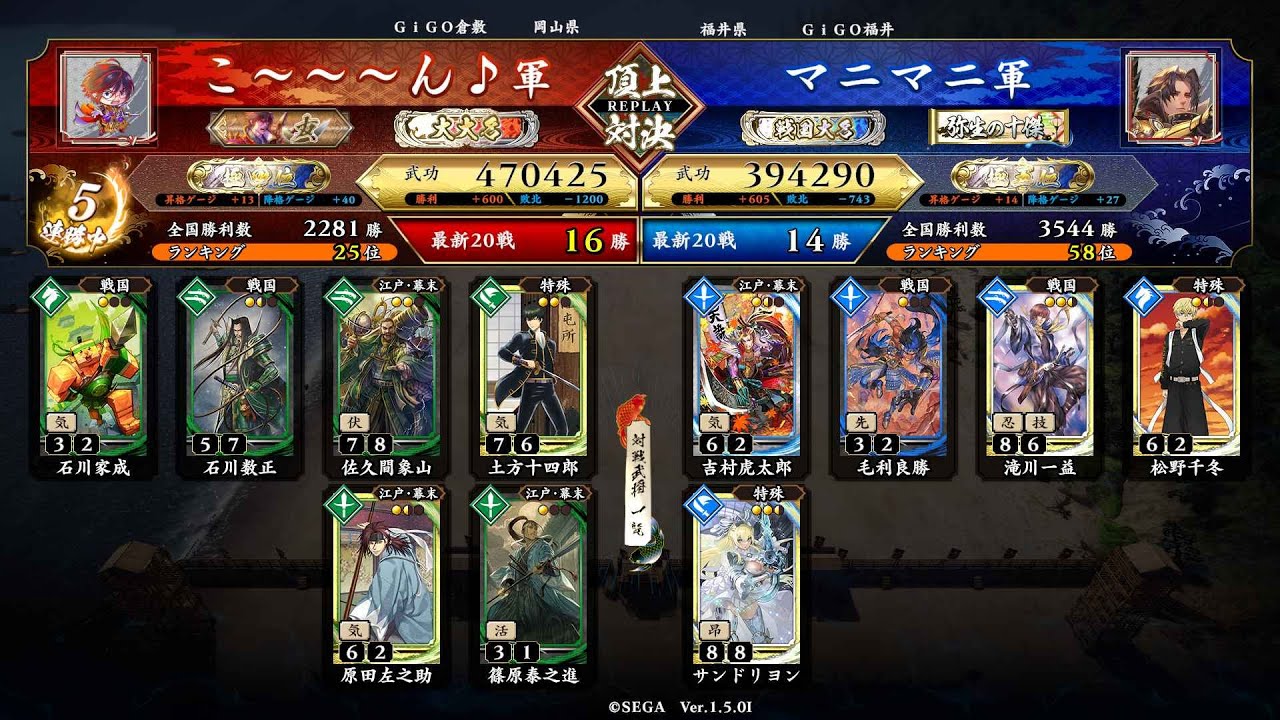 GiGO倉敷 岡山県
福井県 GiGO福井
こ～～～ん♪軍
頂上
REPLAY
対決
マニマニ軍
玄
大大名
戦国大名
弥生の十傑
5
連勝中
武功 470425
勝利 +600 敗北 -1200
武功 394290
勝利 +605 敗北 -743
昇格ゲージ +13 降格ゲージ +40
昇格ゲージ +14 降格ゲージ +27
全国勝利数 2281勝
ランキング 25位
最新20戦 16勝
最新20戦 14勝
全国勝利数 3544勝
ランキング 58位
戦国
気
3 2
石川家成
戦国
5 7
石川数正
江戸・幕末
伏
7 8
佐久間象山
特殊
屯所
気
7 6
土方十四郎
対戦武将一覧
江戸・幕末
天誅
気
6 2
吉村虎太郎
戦国
先
3 2
毛利良勝
戦国
忍 技
8 6
滝川一益
特殊
6 2
松野千冬
江戸・幕末
気
6 2
原田左之助
江戸・幕末
活
3 1
篠原泰之進
特殊
昂
8 8
サンドリヨン
©SEGA Ver.1.5.0I